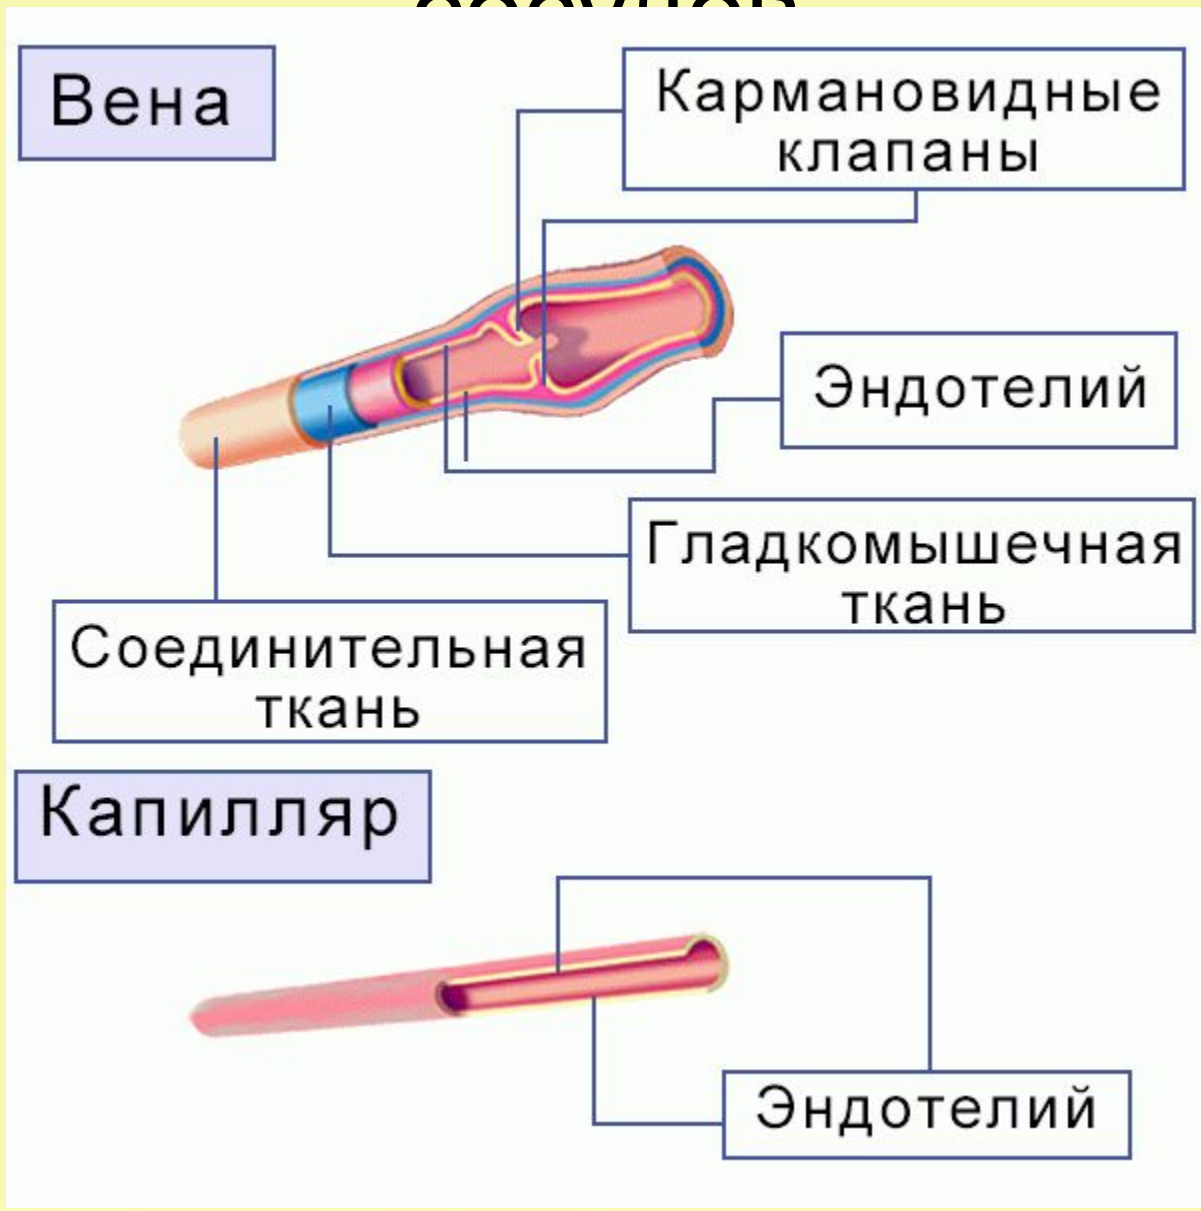 Вена
Кармановидные
клапаны
Эндотелий
Гладкомышечная
ткань
Соединительная
ткань
Капилляр
Эндотелий